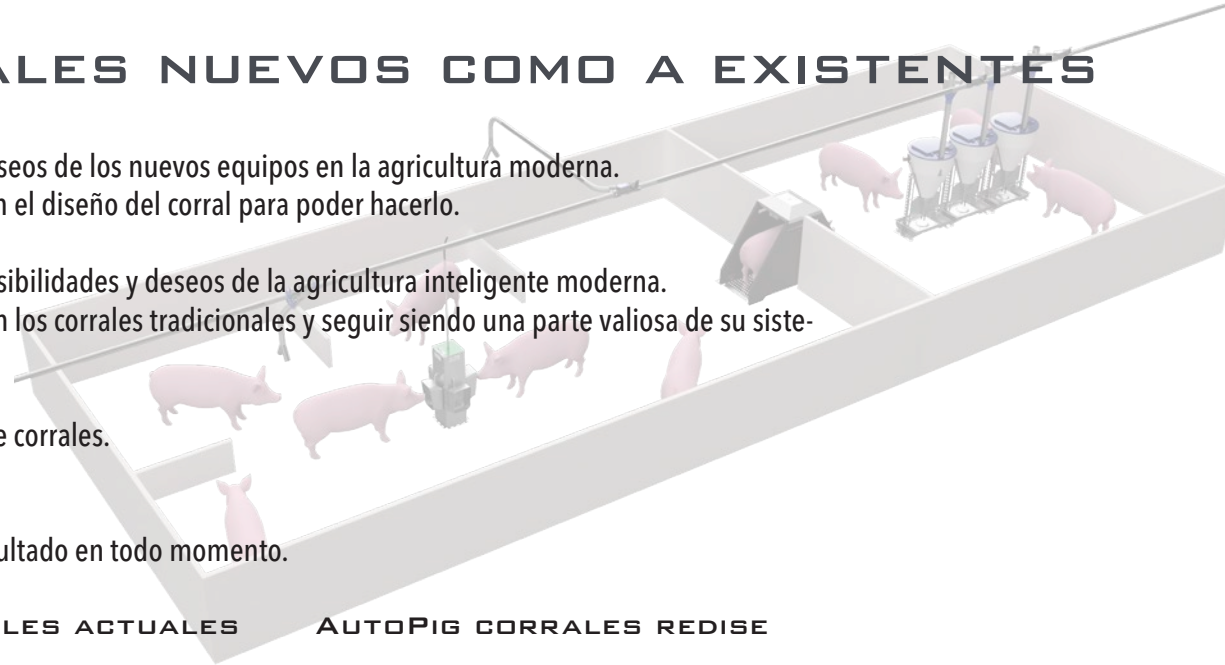 ALES NUEVOS COMO A EXISTENTES
seos de los nuevos equipos en la agricultura moderna.
n el diseño del corral para poder hacerlo.
sibilidades y deseos de la agricultura inteligente moderna.
n los corrales tradicionales y seguir siendo una parte valiosa de su siste-
e corrales.
ultado en todo momento.
LES ACTUALES AUTOPIG CORRALES REDISE